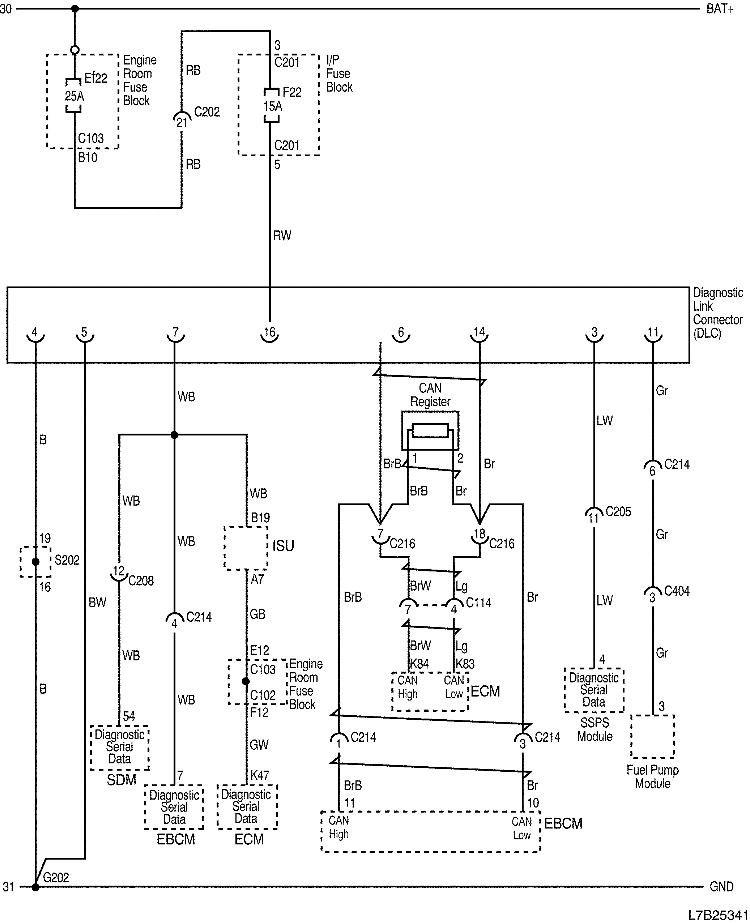 30
BAT+
Engine
Room
Fuse
Block
Ef22
25A
C103
B10
RB
C202
21
RB
3
C201
I/P
Fuse
Block
F22
15A
C201
5
RW
Diagnostic
Link
Connector
(DLC)
4
5
7
16
6
14
3
11
B
WB
CAN
Register
Gr
LW
1
2
BrB
Br
BrB
Br
6
C214
WB
WB
WB
B19
ISU
A7
19
S202
16
12
C208
7
C216
18
C216
11
C205
Gr
BW
BrB
BrW
Lg
Br
LW
3
C404
GB
4
C214
7
4
C114
B
WB
E12
C103
C102
F12
Engine
Room
Fuse
Block
BrW
Lg
K84
K83
CAN
High
CAN
Low
ECM
Gr
4
Diagnostic
Serial
Data
SSPS
Module
WB
54
Diagnostic
Serial
Data
SDM
GW
1
C214
3
C214
3
Fuel Pump
Module
7
Diagnostic
Serial
Data
EBCM
K47
Diagnostic
Serial
Data
ECM
BrB
11
Br
10
CAN
High
CAN
Low
EBCM
G202
31
GND
L7B25341